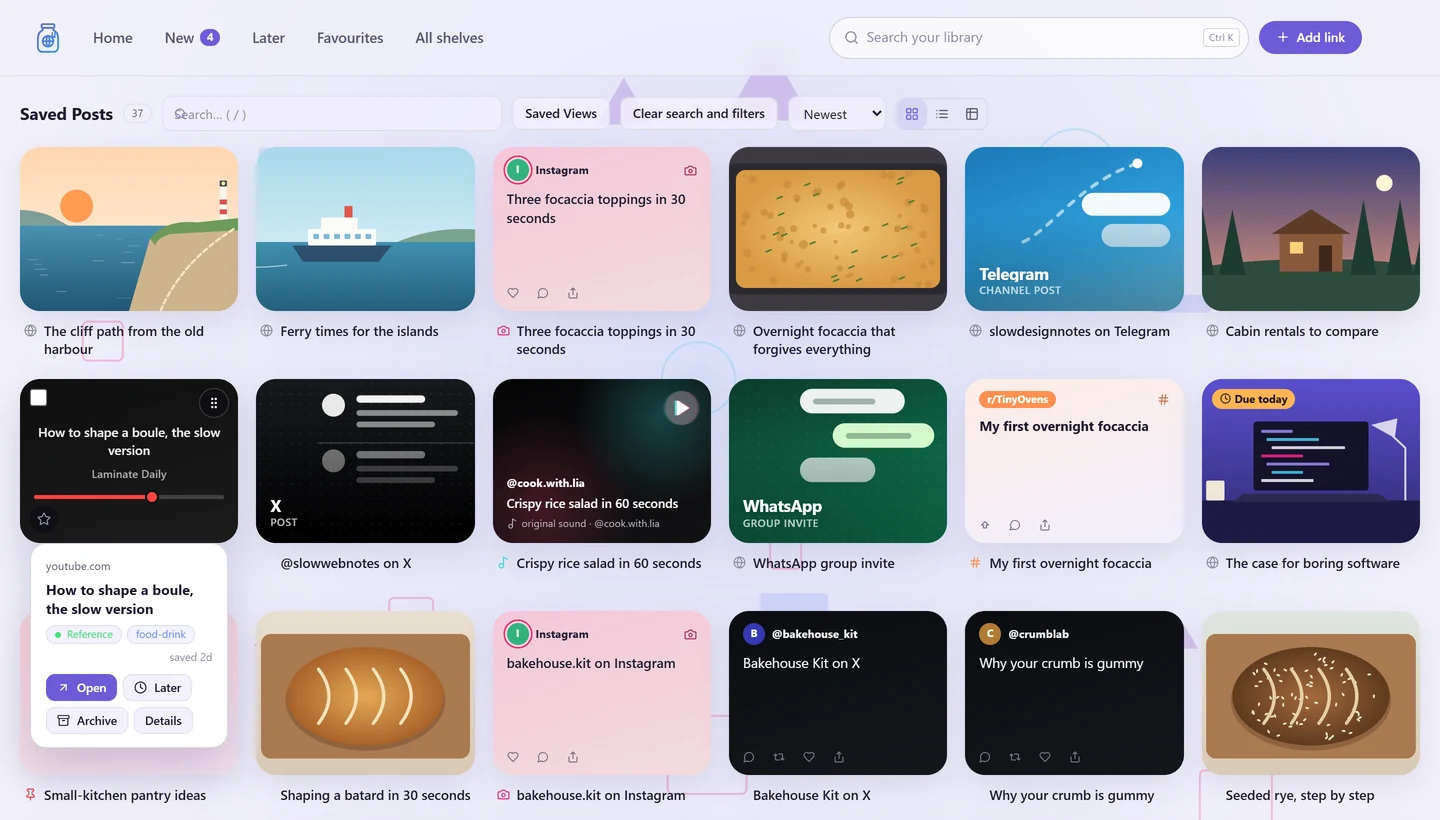 Home
New 4
Later
Favourites
All shelves
Search your library
Ctrl K
Add link
Saved Posts
37
Search... ( / )
Saved Views
Clear search and filters
Newest
I
Instagram
Three focaccia toppings in 30
seconds
Telegram
CHANNEL POST
The cliff path from the old
harbour
Ferry times for the islands
Three focaccia toppings in 30
seconds
Overnight focaccia that
forgives everything
slowdesignnotes on Telegram
Cabin rentals to compare
How to shape a boule, the slow
version
Laminate Daily
X
POST
@cook.with.lia
Crispy rice salad in 60 seconds
original sound · @cook.with.lia
WhatsApp
GROUP INVITE
r/TinyOvens
My first overnight focaccia
Due today
@slowwebnotes on X
Crispy rice salad in 60 seconds
WhatsApp group invite
My first overnight focaccia
The case for boring software
youtube.com
How to shape a boule,
the slow version
Reference
food-drink
saved 2d
Open
Later
Archive
Details
I
Instagram
bakehouse.kit on Instagram
B
@bakehouse_kit
Bakehouse Kit on X
C
@crumblab
Why your crumb is gummy
Small-kitchen pantry ideas
Shaping a batard in 30 seconds
bakehouse.kit on Instagram
Bakehouse Kit on X
Why your crumb is gummy
Seeded rye, step by step